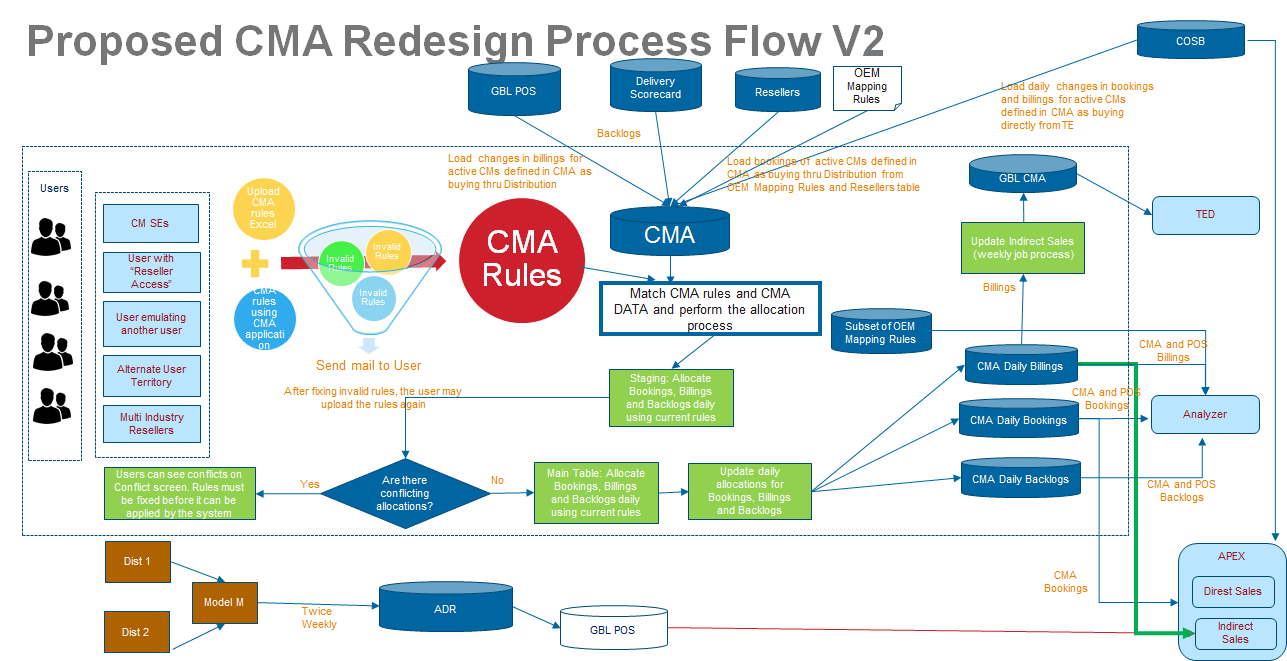 Proposed CMA Redesign Process Flow V2
COSB
GBL POS
Delivery
Scorecard
Resellers
OEM
Mapping
Rules
Load daily changes in bookings
and billings for active CMs
defined in CMA as buying
directly from TE
Backlogs
Load changes in billings for
active CMs defined in CMA as
buying thru Distribution
Load bookings of active CMs defined in
CMA as buying thru Distribution from
OEM Mapping Rules and Resellers table
GBL CMA
TED
Users
CM SEs
User with
“Reseller
Access”
User emulating
another user
Alternate User
Territory
Multi Industry
Resellers
Upload
CMA
rules
Excel
CMA
rules
using
CMA
applicati
on
Invalid
Rules
Invalid
Rules
Invalid
Rules
Send mail to User
After fixing invalid rules, the user may
upload the rules again
CMA
Rules
CMA
Match CMA rules and CMA
DATA and perform the allocation
process
Update Indirect Sales
(weekly job process)
Billings
Subset of OEM
Mapping Rules
Staging: Allocate
Bookings, Billings
and Backlogs daily
using current rules
CMA Daily Billings
CMA and POS
Billings
CMA and POS
Bookings
CMA Daily Bookings
Analyzer
CMA Daily Backlogs
CMA and POS
Backlogs
Users can see conflicts on
Conflict screen. Rules must
be fixed before it can be
applied by the system
Yes
Are there
conflicting
allocations?
No
Main Table: Allocate
Bookings, Billings
and Backlogs daily
using current rules
Update daily
allocations for
Bookings, Billings
and Backlogs
Dist 1
Dist 2
Model M
Twice
Weekly
ADR
GBL POS
CMA
Bookings
APEX
Direst Sales
Indirect
Sales